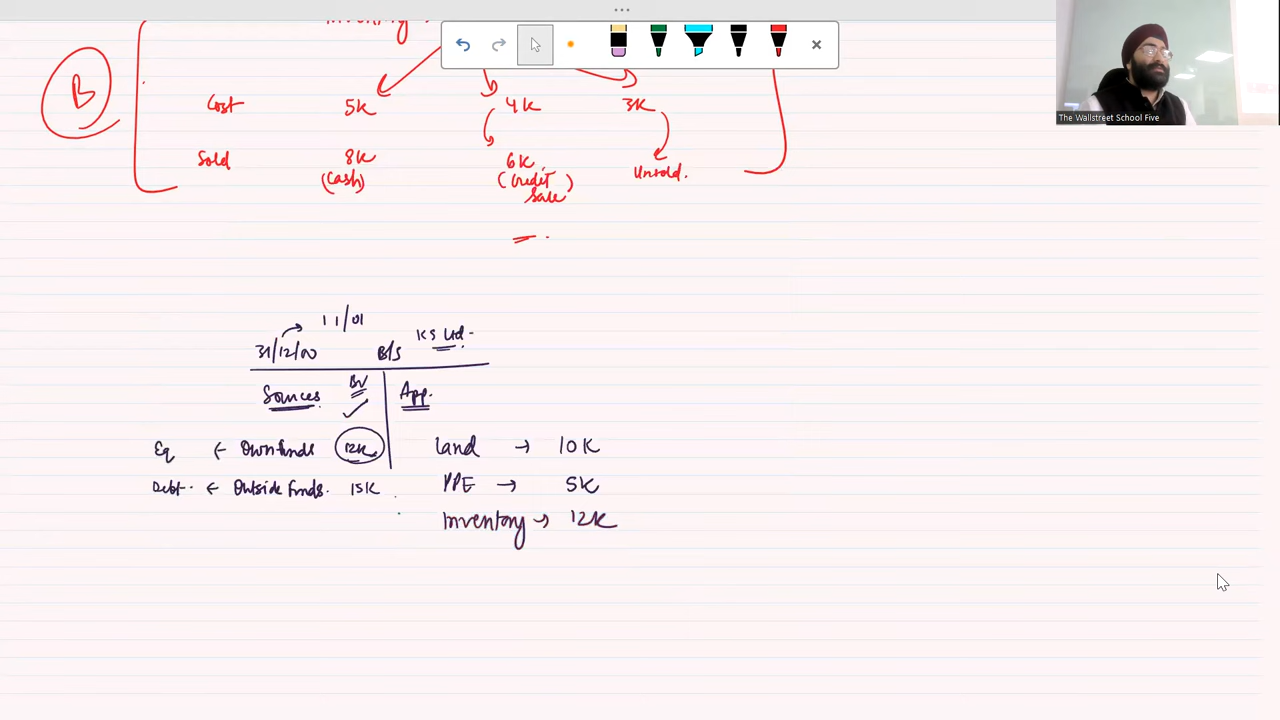 Inventory
B
Cost 5K 4K 3K
Sold 8K 6K Unsold.
(Cash) (Credit Sale)
The Wallstreet School Five
11/01
31/12/00 B/S KS Ltd.
Sources BV App.
Eq ← Own funds 12K Land → 10K
Debt ← Outside funds. 15K PPE → 5K
Inventory → 12K